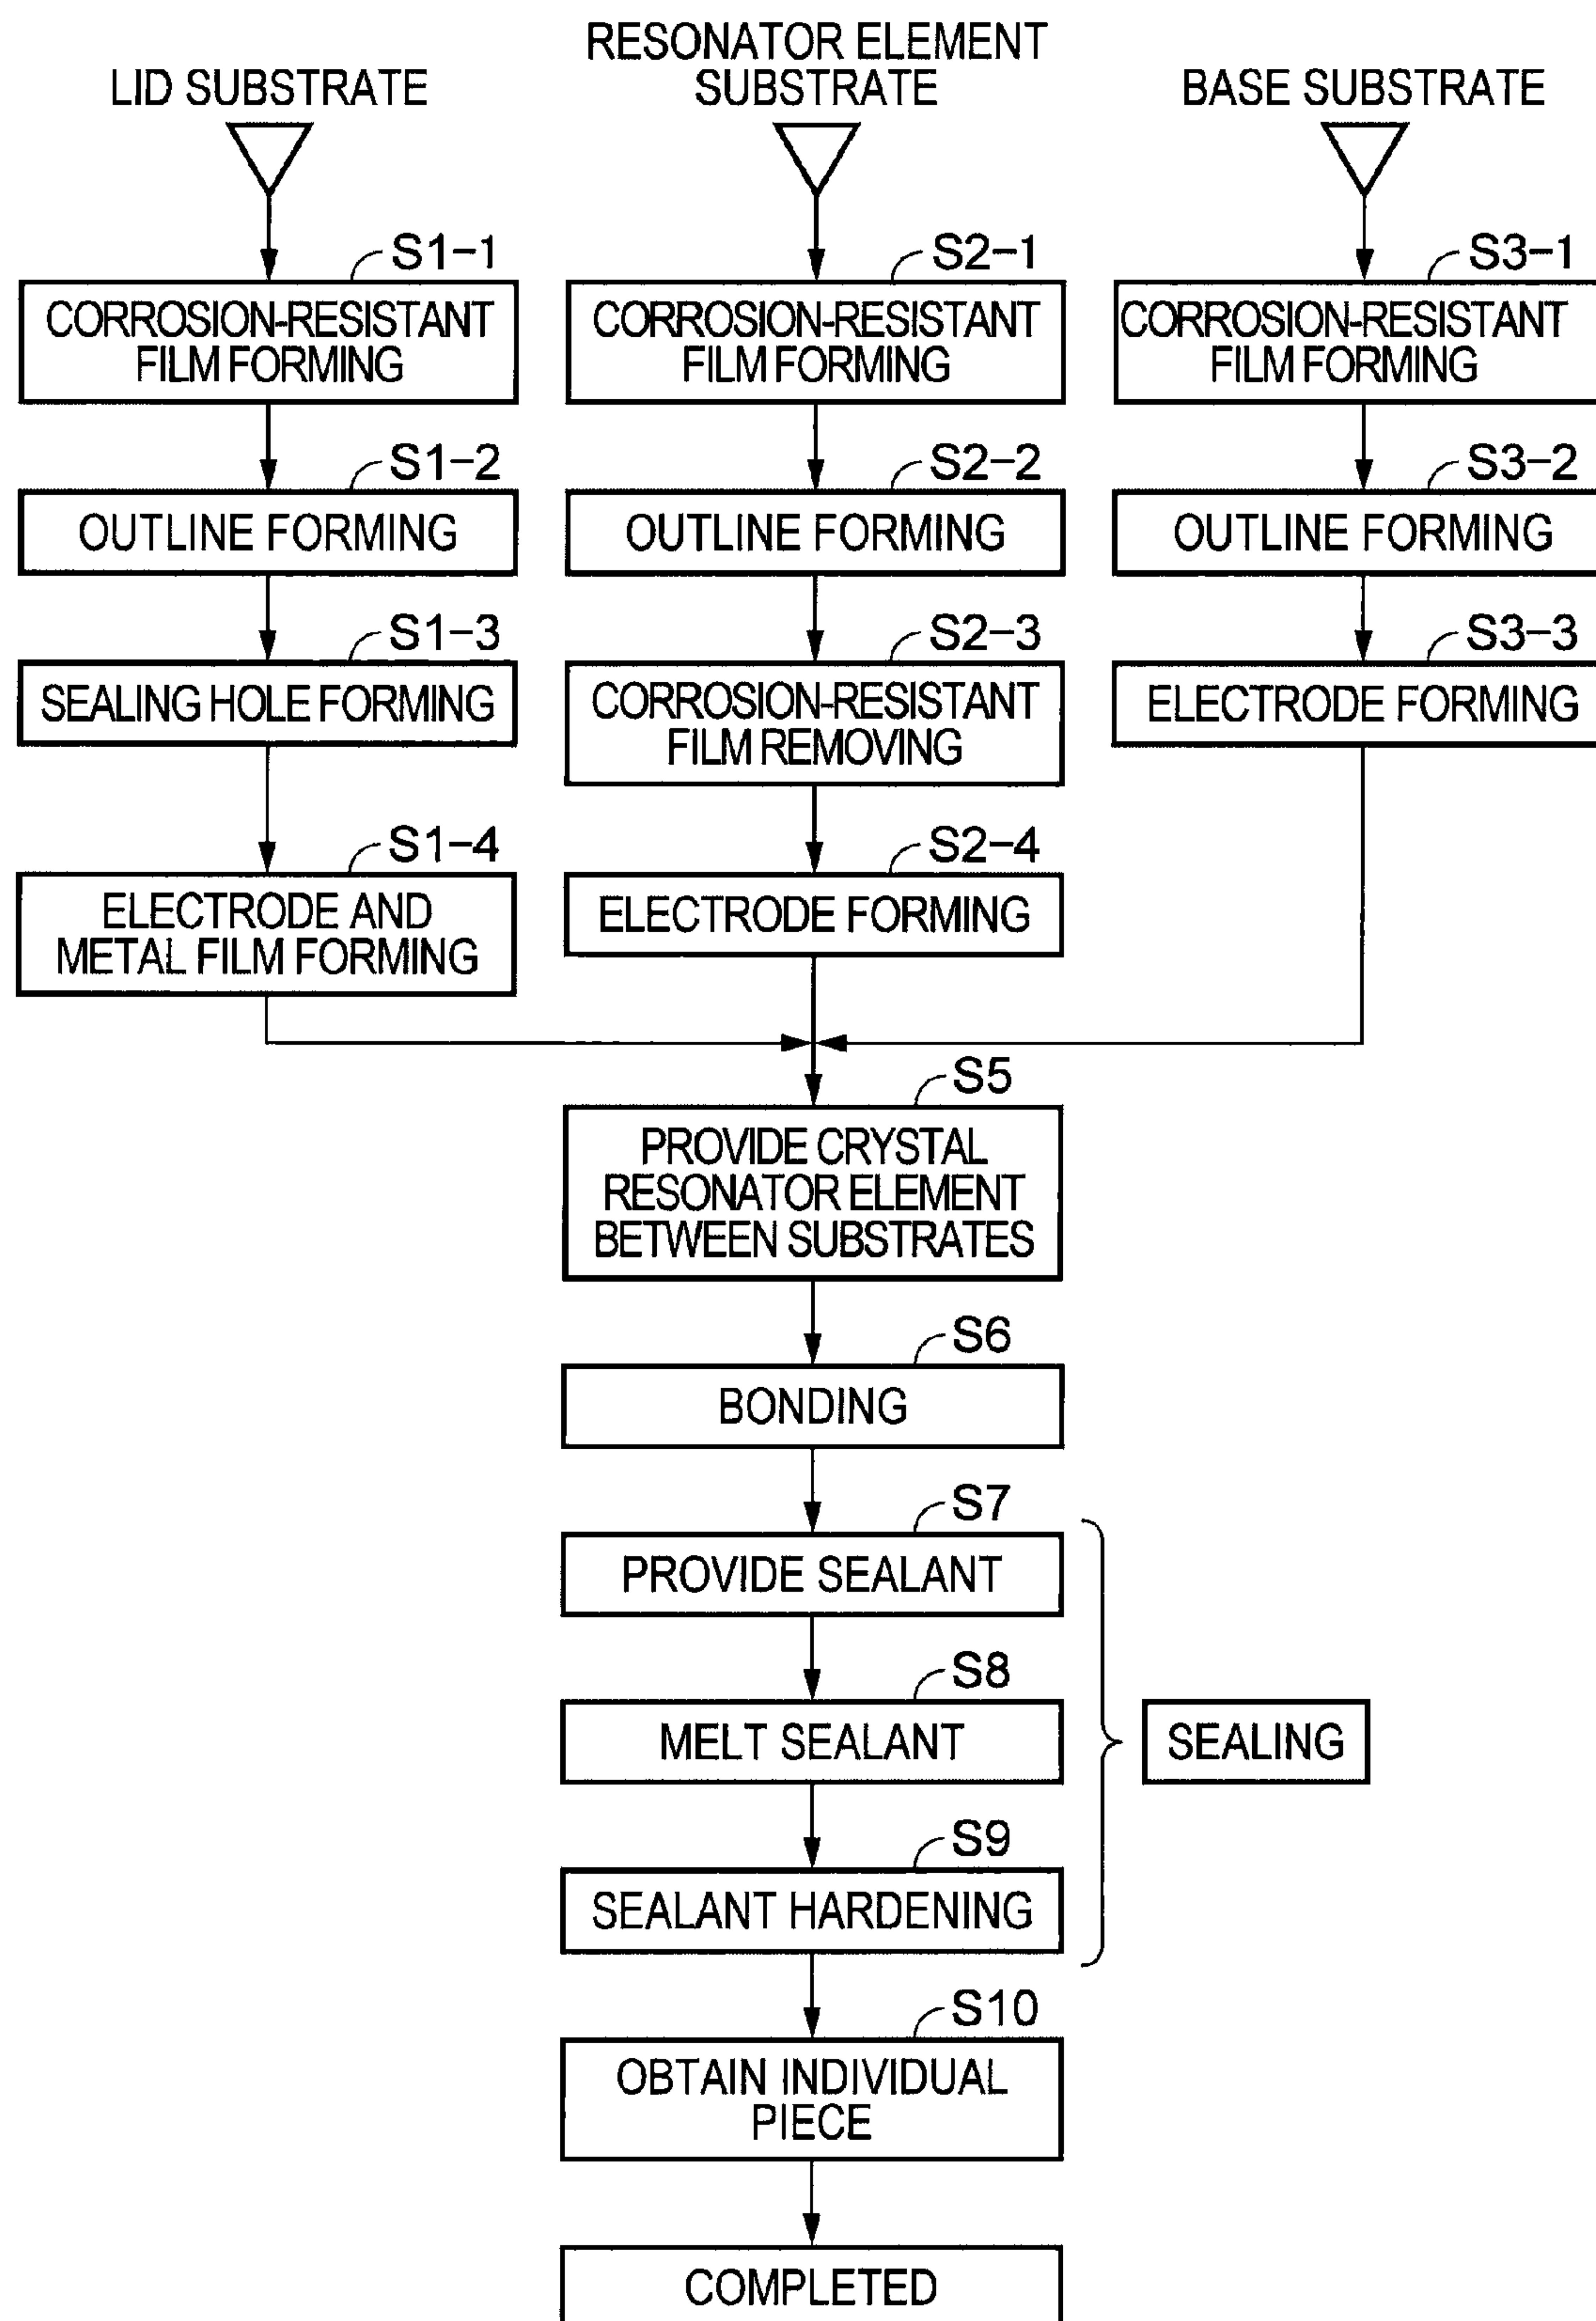 LID SUBSTRATE
RESONATOR ELEMENT
SUBSTRATE
BASE SUBSTRATE
S1-1
CORROSION-RESISTANT
FILM FORMING
S2-1
CORROSION-RESISTANT
FILM FORMING
S3-1
CORROSION-RESISTANT
FILM FORMING
S1-2
OUTLINE FORMING
S2-2
OUTLINE FORMING
S3-2
OUTLINE FORMING
S1-3
SEALING HOLE FORMING
S2-3
CORROSION-RESISTANT
FILM REMOVING
S3-3
ELECTRODE FORMING
S1-4
ELECTRODE AND
METAL FILM FORMING
S2-4
ELECTRODE FORMING
S5
PROVIDE CRYSTAL
RESONATOR ELEMENT
BETWEEN SUBSTRATES
S6
BONDING
S7
PROVIDE SEALANT
S8
MELT SEALANT
SEALING
S9
SEALANT HARDENING
S10
OBTAIN INDIVIDUAL
PIECE
COMPLETED